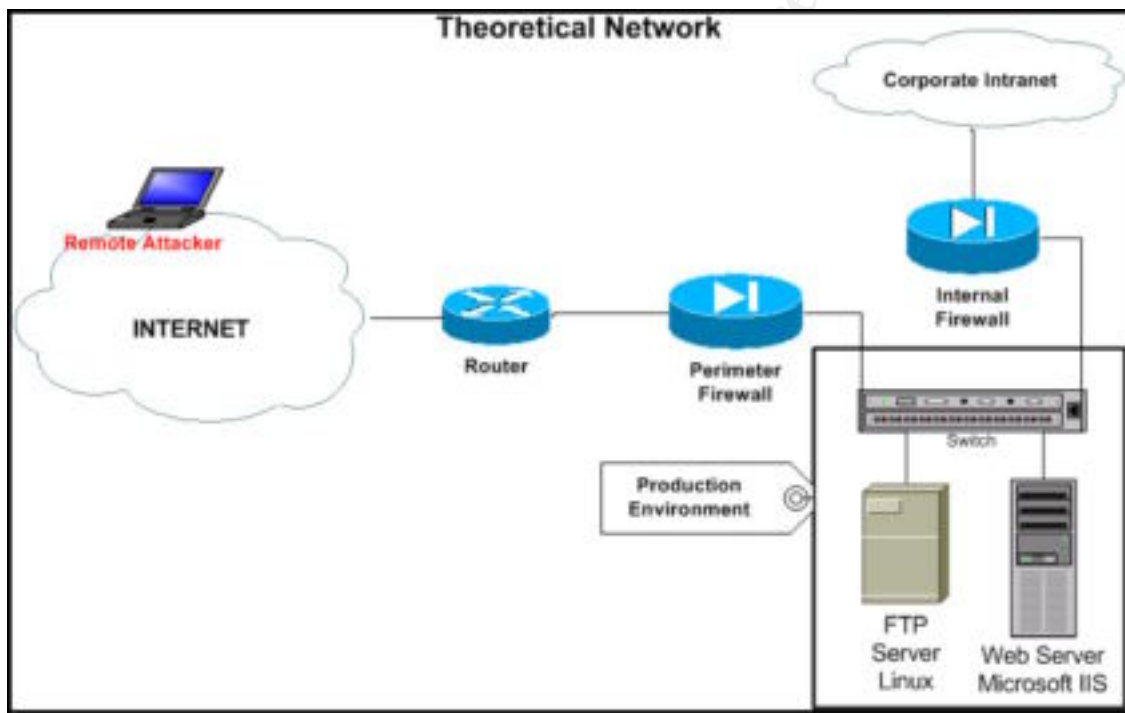 Theoretical Network
Corporate Intranet
Remote Attacker
INTERNET
Router
Perimeter
Firewall
Internal
Firewall
Switch
Production
Environment
FTP
Server
Linux
Web Server
Microsoft IIS